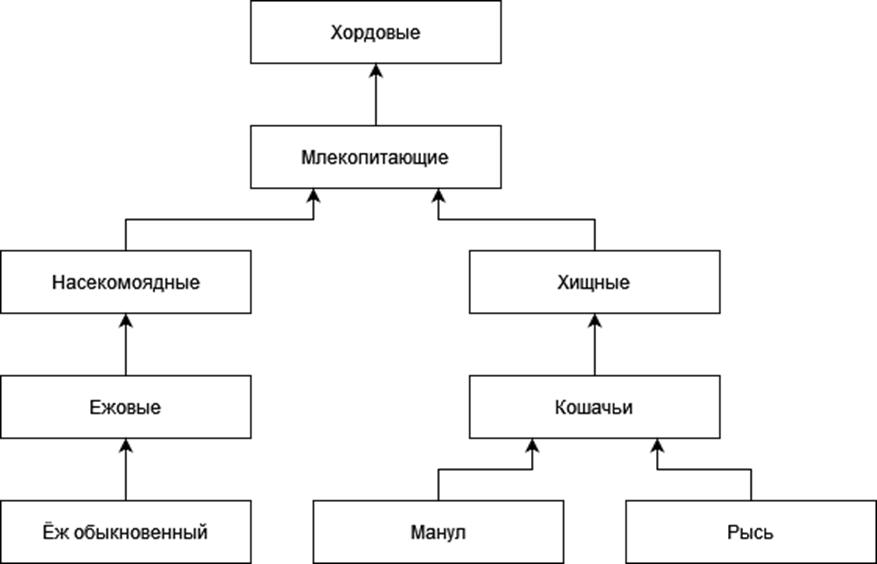 Хордовые
Млекопитающие
Насекомоядные
Хищные
Ежовые
Кошачьи
Ёж обыкновенный
Манул
Рысь